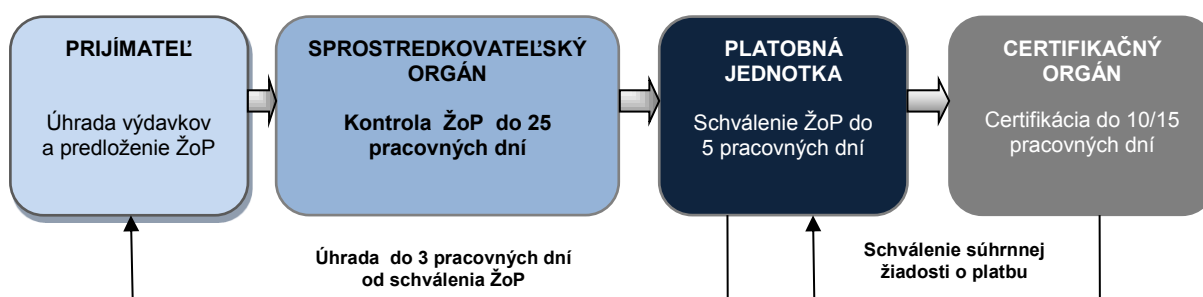 PRIJÍMATEĽ
Úhrada výdavkov
a predloženie ŽoP
SPROSTREDKOVATEĽSKÝ
ORGÁN
Kontrola ŽoP do 25
pracovných dní
PLATOBNÁ
JEDNOTKA
Schválenie ŽoP do
5 pracovných dní
CERTIFIKAČNÝ
ORGÁN
Certifikácia do 10/15
pracovných dní
Úhrada do 3 pracovných dní
od schválenia ŽoP
Schválenie súhrnnej
žiadosti o platbu